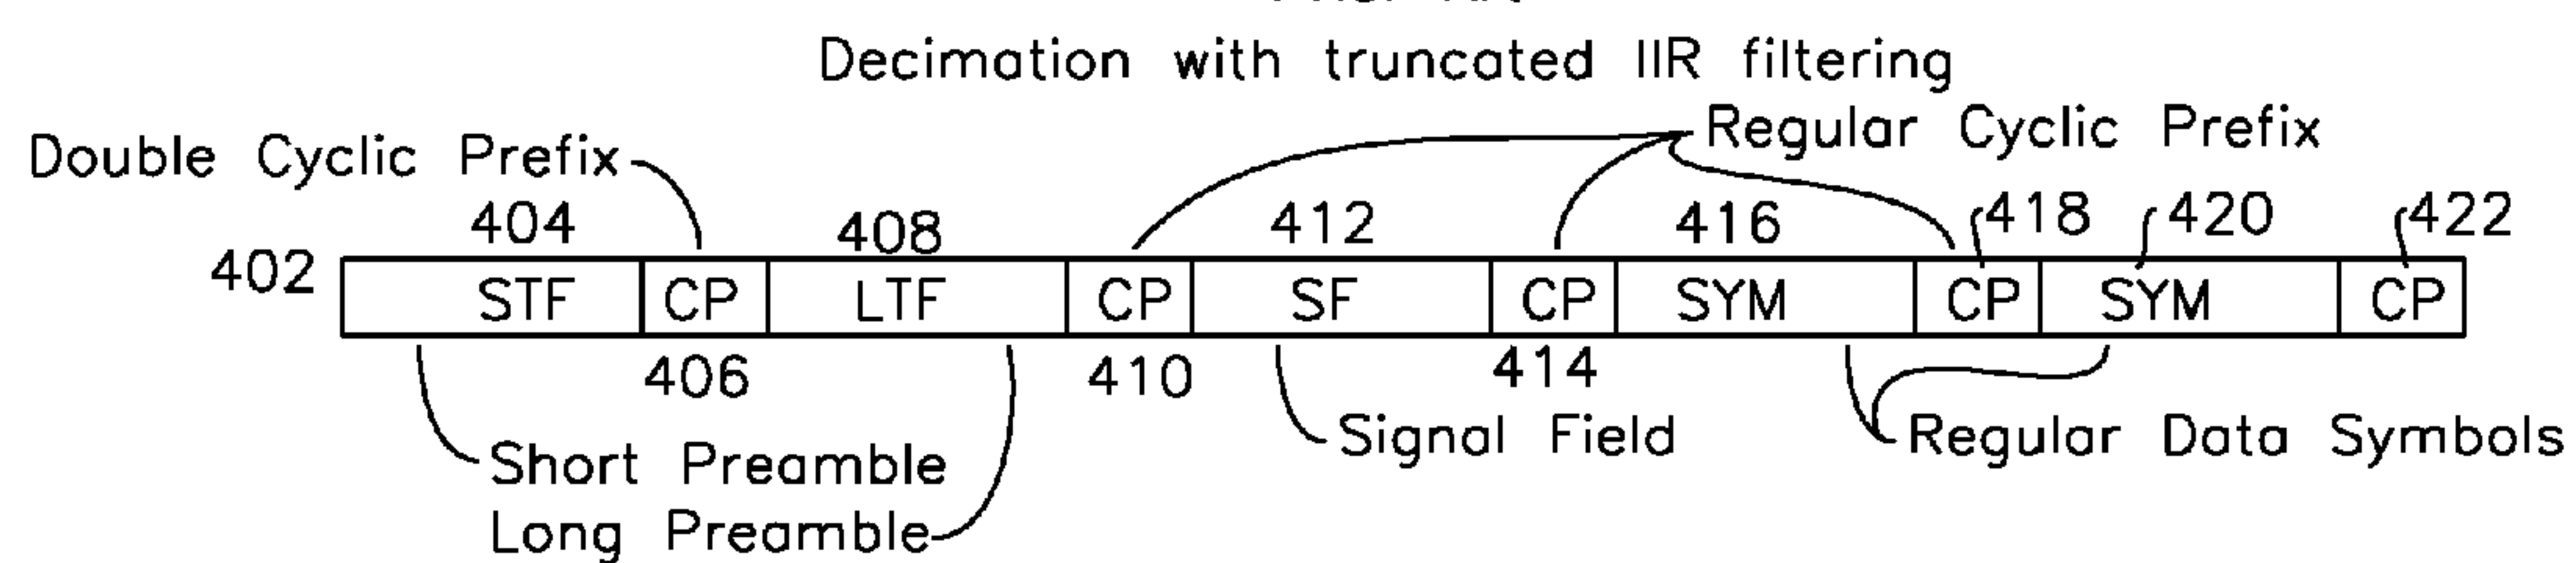 Decimation with truncated IIR filtering
Double Cyclic Prefix
Regular Cyclic Prefix
404
408
412
416
418
420
422
402
STF
CP
LTF
CP
SF
CP
SYM
CP
SYM
CP
406
410
414
Short Preamble
Long Preamble
Signal Field
Regular Data Symbols